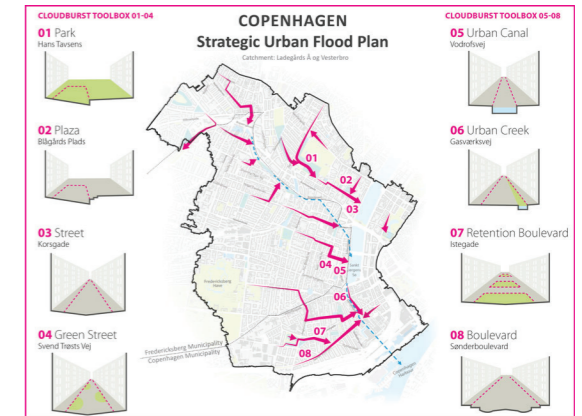 CLOUDBURST TOOLBOX 01-04
COPENHAGEN
Strategic Urban Flood Plan
Catchment: Ladegårds Å og Vesterbro
CLOUDBURST TOOLBOX 05-08
01 Park
Hans Tavsens
02 Plaza
Blågårds Plads
03 Street
Korsgade
04 Green Street
Svend Trøsts Vej
01
02
03
04
05
06
07
08
Frederiksberg Have
Frederiksberg Municipality
Copenhagen Municipality
Copenhagen
05 Urban Canal
Vodrofsvej
06 Urban Creek
Gasværksvej
07 Retention Boulevard
Istegade
08 Boulevard
Sønderboulevard